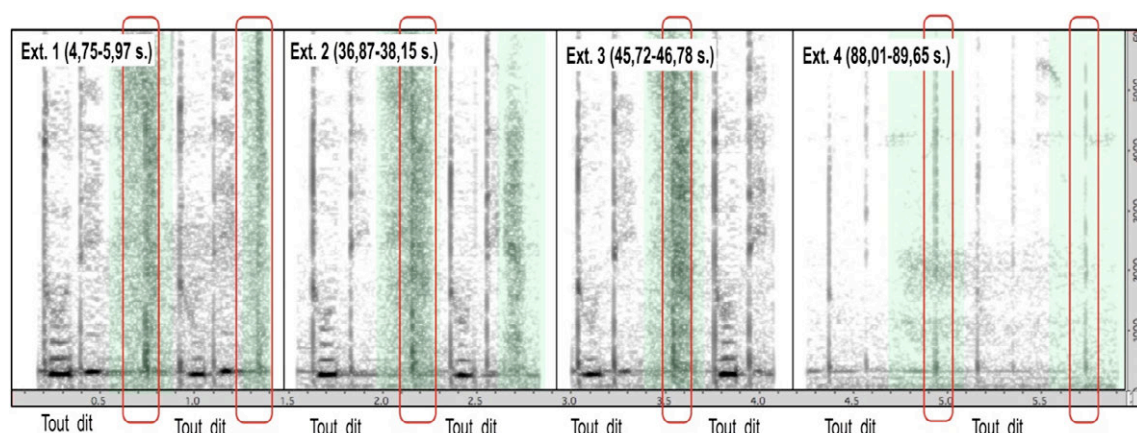 Ext. 1 (4,75-5,97 s.) Ext. 2 (36,87-38,15 s.) Ext. 3 (45,72-46,78 s.) Ext. 4 (88,01-89,65 s.)
0.5 1.0 1.5 2.0 2.5 3.0 3.5 4.0 4.5 5.0 5.5
Tout dit Tout dit Tout dit Tout dit Tout dit Tout dit Tout dit Tout dit